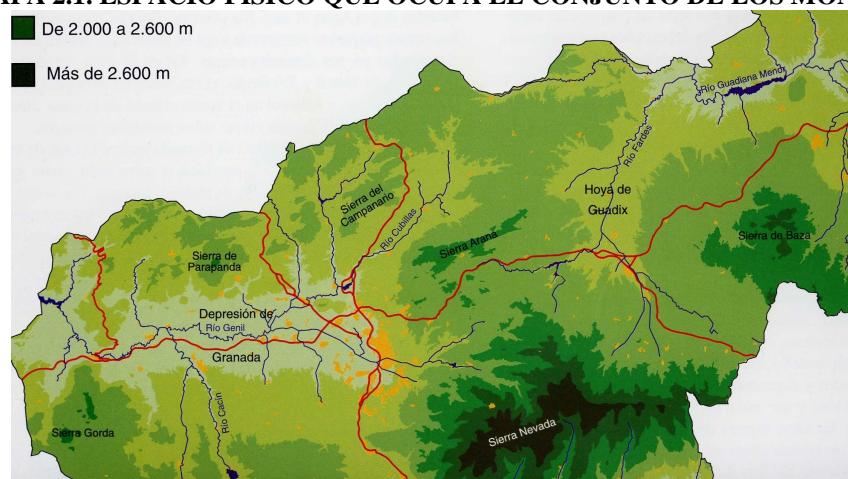 MAPA 2.1. ESPACIO FÍSICO QUE OCUPA EL CONJUNTO DE LOS MON
De 2.000 a 2.600 m
Más de 2.600 m
Río Guadiana Menor
Río Fardes
Hoya de
Guadix
Sierra del
Campanario
Río Cubillas
Sierra Arana
Sierra de Baza
Sierra de
Parapanda
Depresión de
Río Genil
Granada
Río Cacín
Sierra Gorda
Sierra Nevada